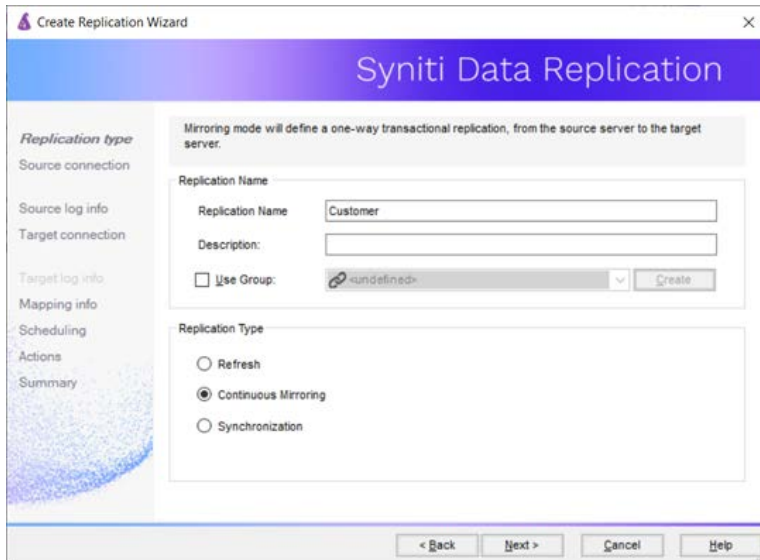 Create Replication Wizard
Syniti Data Replication
Replication type
Source connection
Source log info
Target connection
Target log info
Mapping info
Scheduling
Actions
Summary
Mirroring mode will define a one-way transactional replication, from the source server to the target
server.
Replication Name
Replication Name Customer
Description:
Use Group: <undefined> Create
Replication Type
Refresh
Continuous Mirroring
Synchronization
< Back Next > Cancel Help